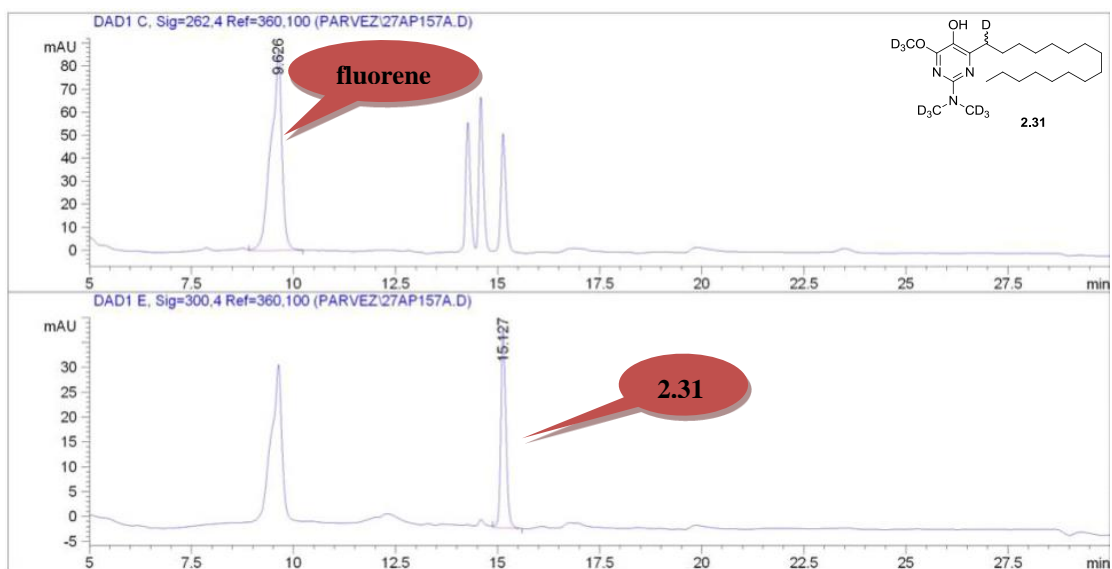 DAD1 C, Sig=262,4 Ref=360,100 (PARVEZ\27AP157A.D)
mAU
80
70
60
50
40
30
20
10
0
9.626
fluorene
5
7.5
10
12.5
15
17.5
20
22.5
25
27.5
min
OH
D
D3CO
N
N
N
D3C
CD3
2.31
DAD1 E, Sig=300,4 Ref=360,100 (PARVEZ\27AP157A.D)
mAU
30
25
20
15
10
5
0
-5
15.127
2.31
5
7.5
10
12.5
15
17.5
20
22.5
25
27.5
min